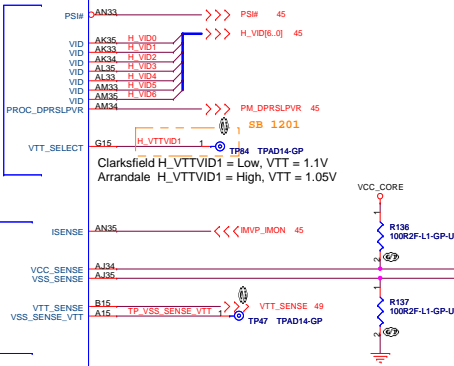 PSI# AN33 PSI# 45
VID AK35 H_VID0 H_VID[6..0] 45
VID AK33 H_VID1
VID AK34 H_VID2
VID AL35 H_VID3
VID AL33 H_VID4
VID AM33 H_VID5
VID AM35 H_VID6
PROC_DPRSLPVR AM34 PM_DPRSLPVR 45
SB 1201
VTT_SELECT G15 H_VTTVID1 1
TP84 TPAD14-GP
Clarksfield H_VTTVID1 = Low, VTT = 1.1V
Arrandale H_VTTVID1 = High, VTT = 1.05V
VCC_CORE
1
R136
100R2F-L1-GP-U
2
ISENSE AN35 IMVP_IMON 45
VCC_SENSE AJ34
VSS_SENSE AJ35
1
R137
100R2F-L1-GP-U
2
VTT_SENSE B15 VTT_SENSE 49
VSS_SENSE_VTT A15 TP_VSS_SENSE_VTT 1
TP47 TPAD14-GP